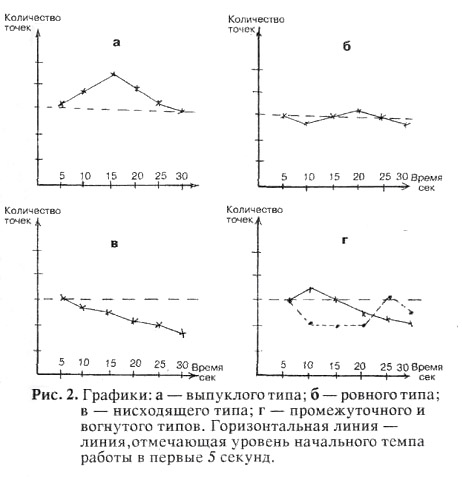 Количество
точек
а
5 10 15 20 25 30
Количество
точек
б
5 10 15 20 25 30 Время
сек
Количество
точек
в
5 10 15 20 25 30 Время
сек
Количество
точек
г
5 10 15 20 25 30 Время
сек
Рис. 2. Графики: а — выпуклого типа; б — ровного типа;
в — нисходящего типа; г — промежуточного и
вогнутого типов. Горизонтальная линия —
линия,отмечающая уровень начального темпа
работы в первые 5 секунд.